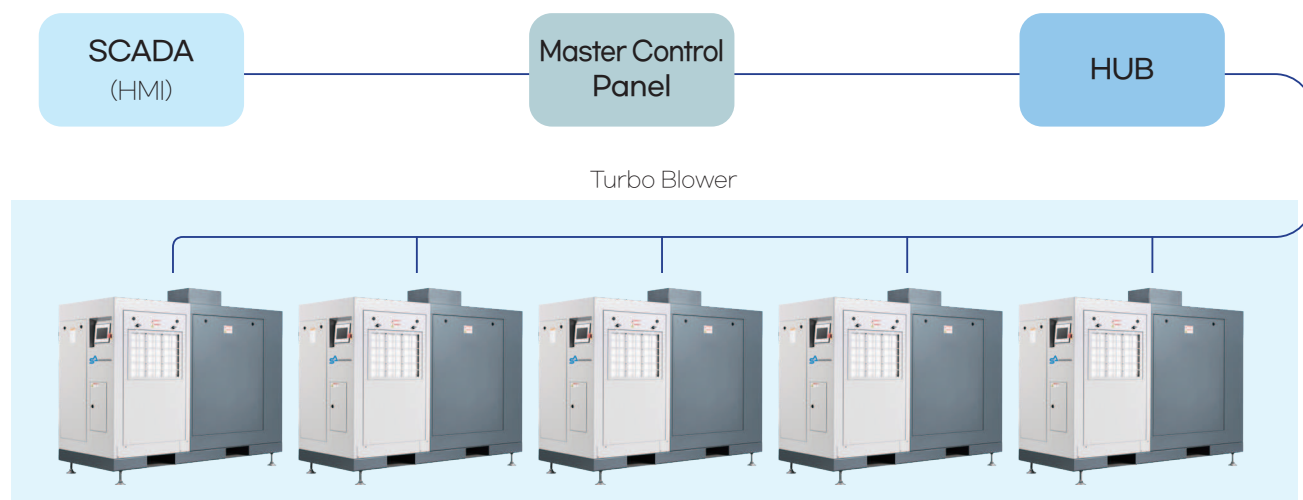 SCADA
(HMI)
Master Control
Panel
HUB
Turbo Blower